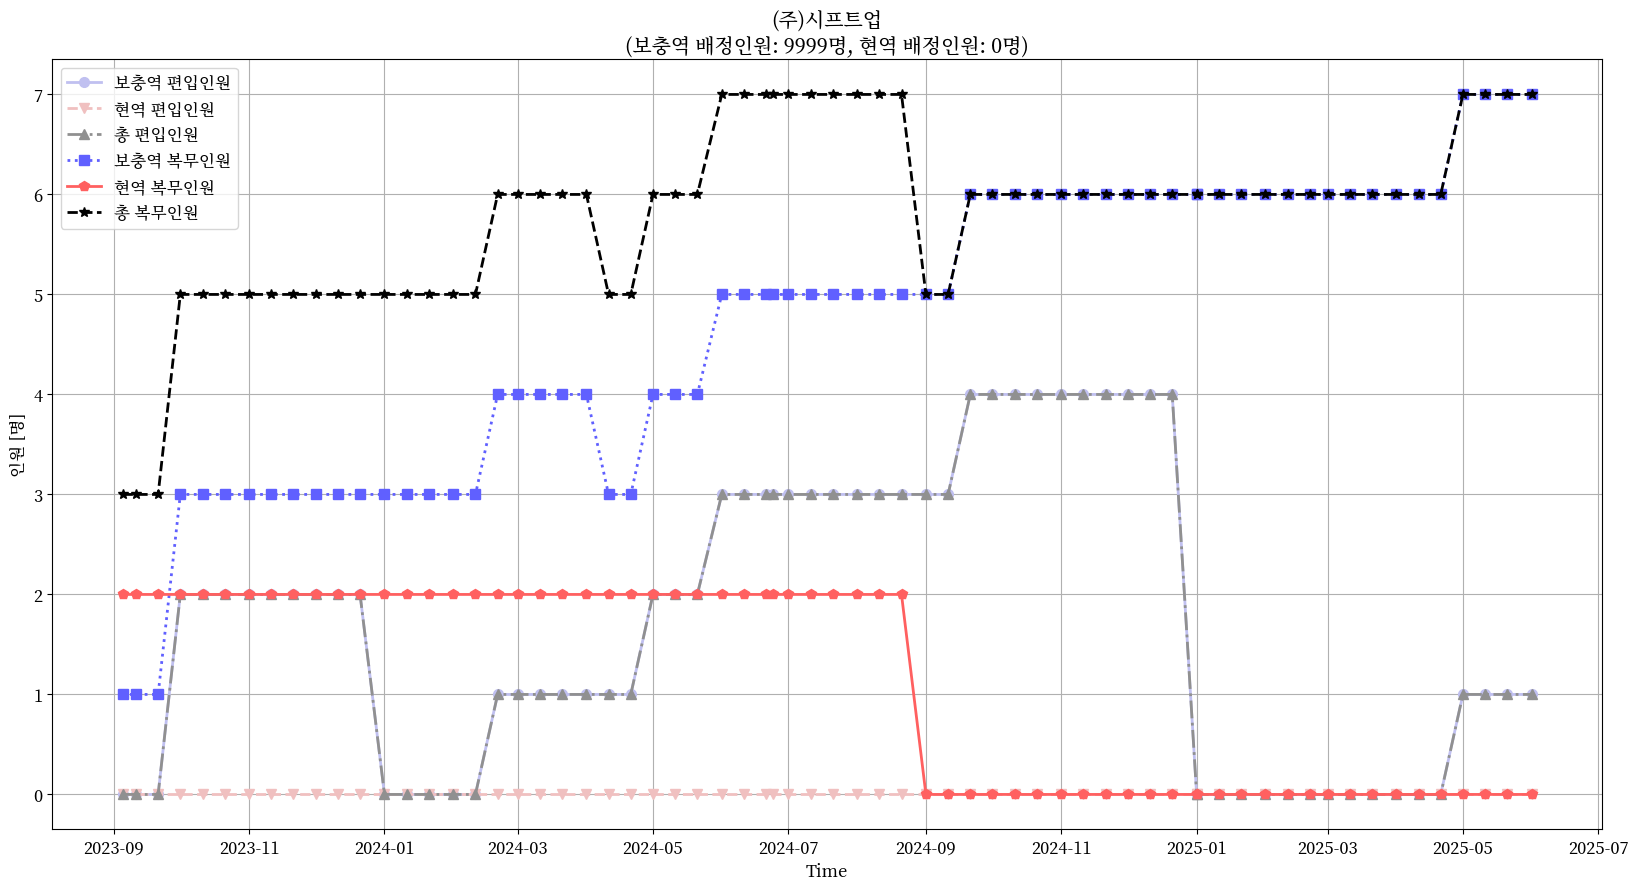 (주)시프트업
(보충역 배정인원: 9999명, 현역 배정인원: 0명)
보충역 편입인원
현역 편입인원
총 편입인원
보충역 복무인원
현역 복무인원
총 복무인원
7
6
5
4
3
2
1
0
인원 [명]
2023-09
2023-11
2024-01
2024-03
2024-05
2024-07
2024-09
2024-11
2025-01
2025-03
2025-05
2025-07
Time